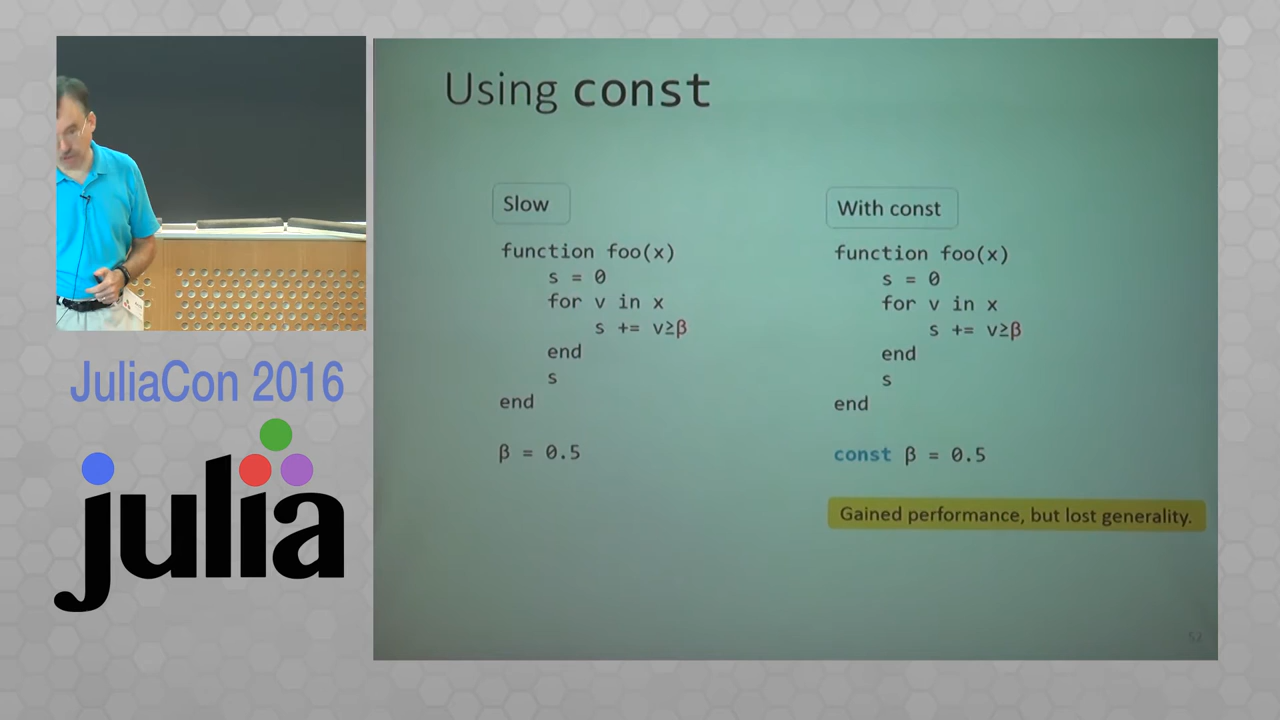 Using const
Slow
function foo(x)
    s = 0
    for v in x
        s += v≥β
    end
    s
end
β = 0.5
With const
function foo(x)
    s = 0
    for v in x
        s += v≥β
    end
    s
end
const β = 0.5
Gained performance, but lost generality.
52
JuliaCon 2016
julia